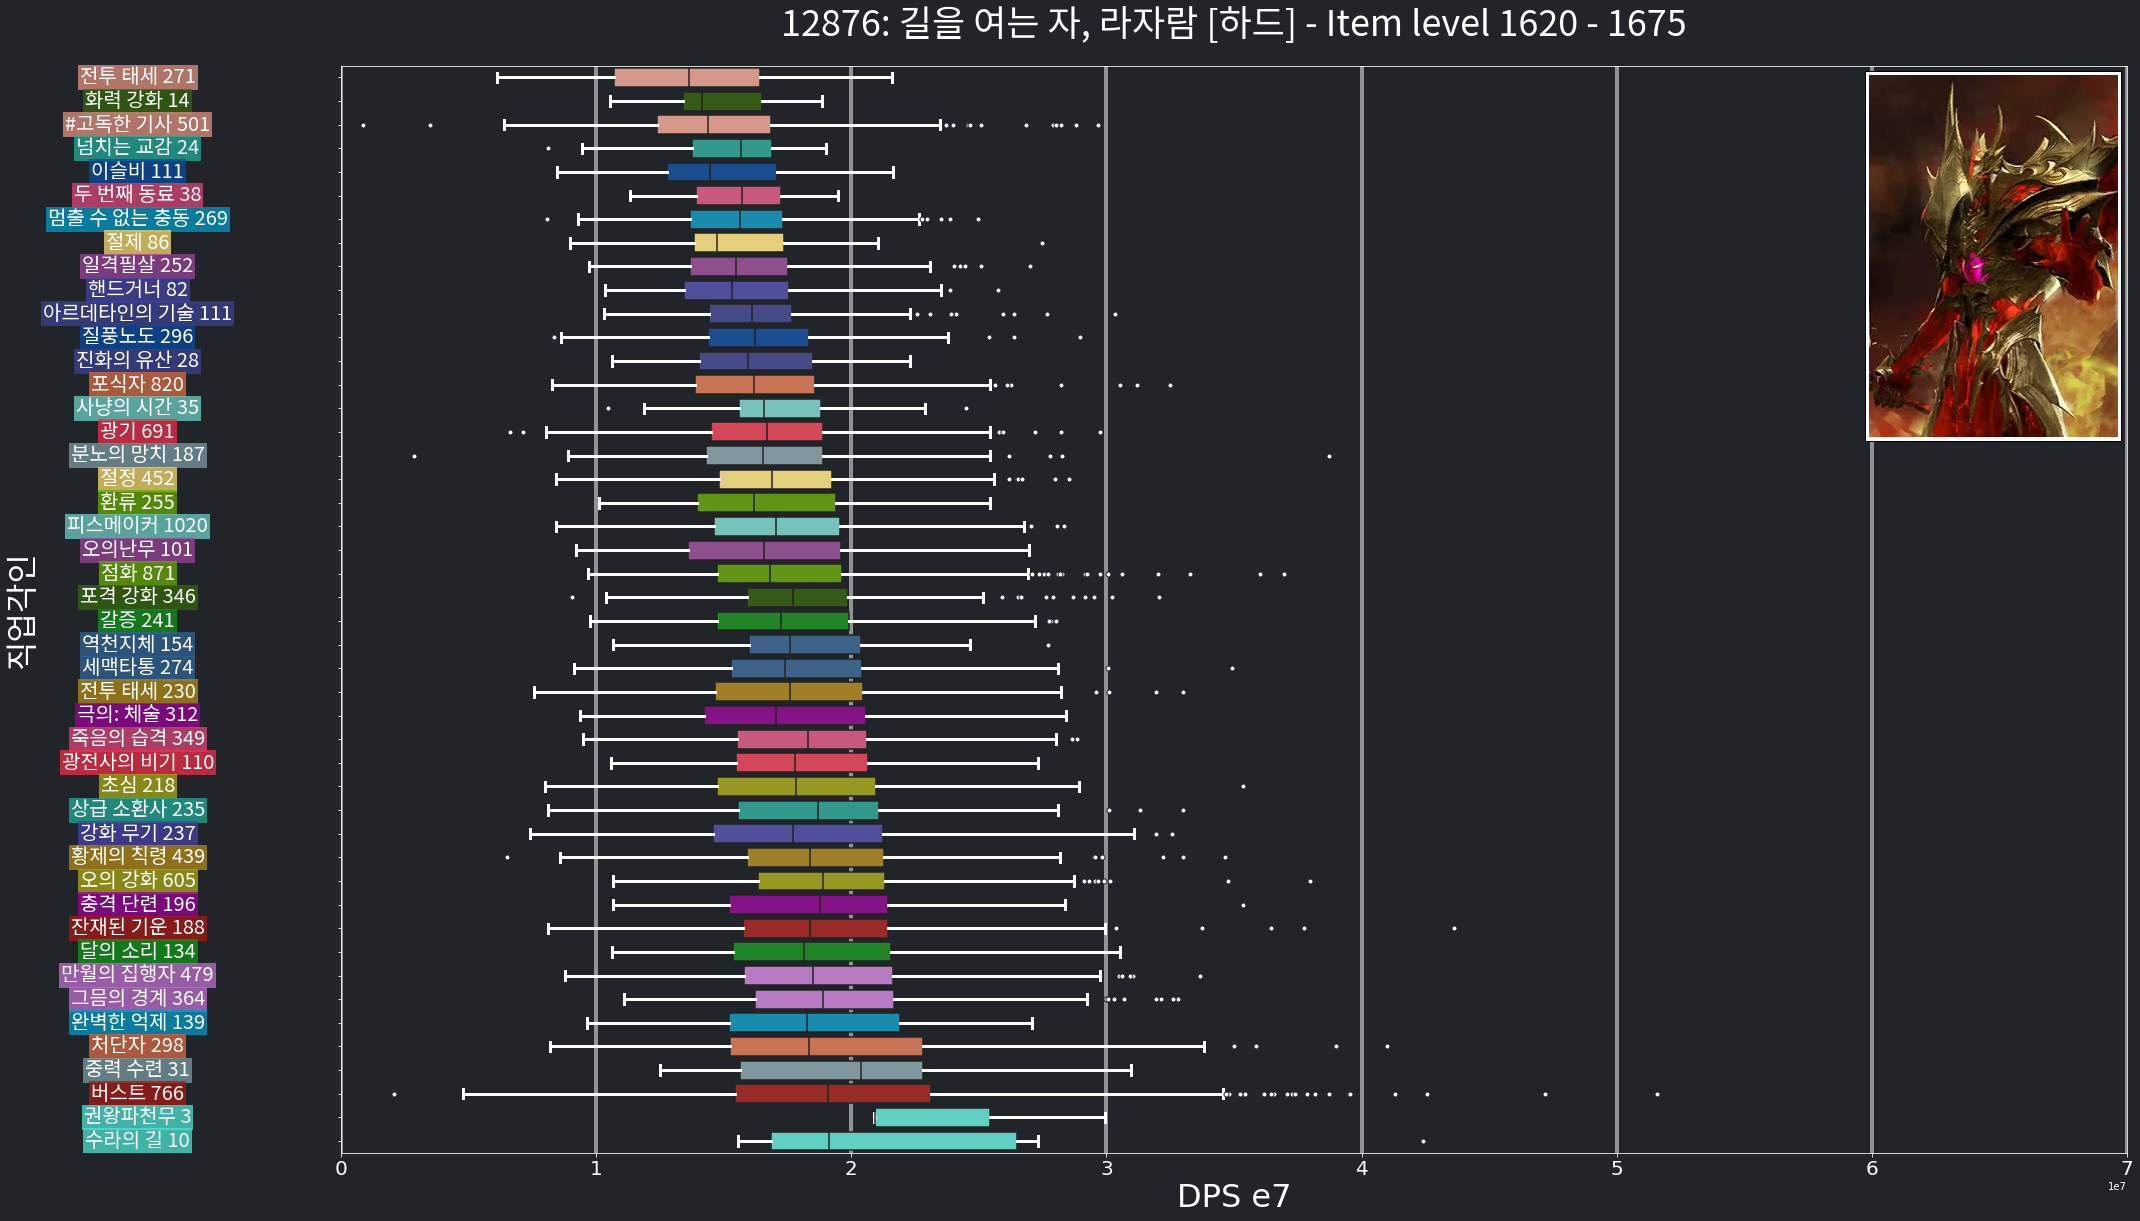 12876: 길을 여는 자, 라자람 [하드] - Item level 1620 - 1675
직업각인
전투 태세 271
화력 강화 14
#고독한 기사 501
넘치는 교감 24
이슬비 111
두 번째 동료 38
멈출 수 없는 충동 269
절제 86
일격필살 252
핸드거너 82
아르데타인의 기술 111
질풍노도 296
진화의 유산 28
포식자 820
사냥의 시간 35
광기 691
분노의 망치 187
절정 452
환류 255
피스메이커 1020
오의난무 101
점화 871
포격 강화 346
갈증 241
역천지체 154
세맥타통 274
전투 태세 230
극의: 체술 312
죽음의 습격 349
광전사의 비기 110
초심 218
상급 소환사 235
강화 무기 237
황제의 칙령 439
오의 강화 605
충격 단련 196
잔재된 기운 188
달의 소리 134
만월의 집행자 479
그믐의 경계 364
완벽한 억제 139
처단자 298
중력 수련 31
버스트 766
권왕파천무 3
수라의 길 10
0 1 2 3 4 5 6 7
1e7
DPS e7